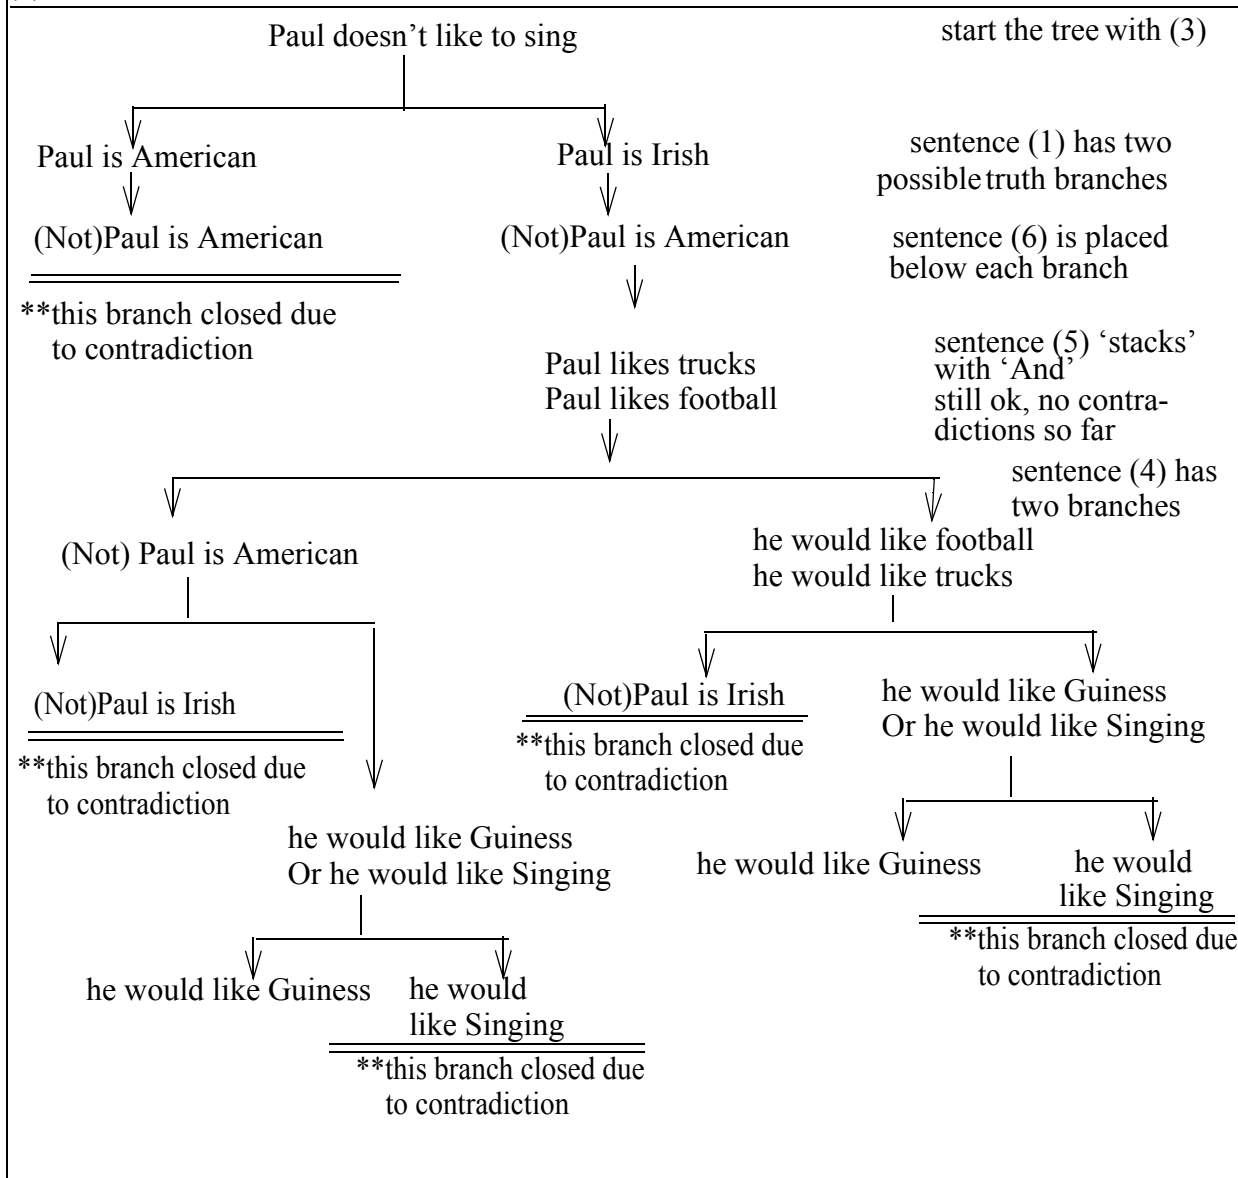 Paul doesn’t like to sing
start the tree with (3)
Paul is American
Paul is Irish
sentence (1) has two
possible truth branches
(Not)Paul is American
(Not)Paul is American
sentence (6) is placed
below each branch
**this branch closed due
to contradiction
Paul likes trucks
Paul likes football
sentence (5) ‘stacks’
with ‘And’
still ok, no contra-
dictions so far
sentence (4) has
two branches
(Not) Paul is American
he would like football
he would like trucks
(Not)Paul is Irish
**this branch closed due
to contradiction
(Not)Paul is Irish
**this branch closed due
to contradiction
he would like Guiness
Or he would like Singing
he would like Guiness
Or he would like Singing
he would like Guiness
he would
like Singing
**this branch closed due
to contradiction
he would like Guiness
he would
like Singing
**this branch closed due
to contradiction